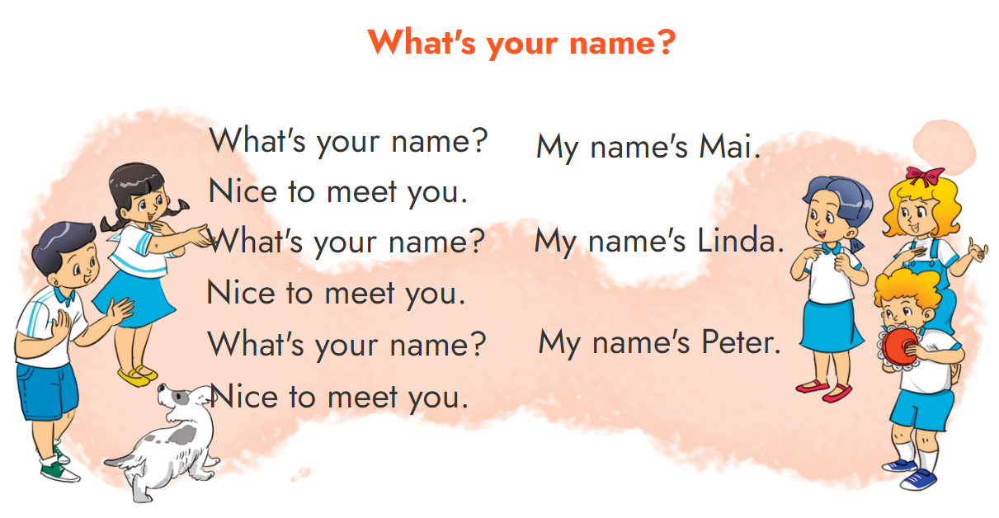 What's your name?
What's your name? My name's Mai.
Nice to meet you.
What's your name? My name's Linda.
Nice to meet you.
What's your name? My name's Peter.
Nice to meet you.